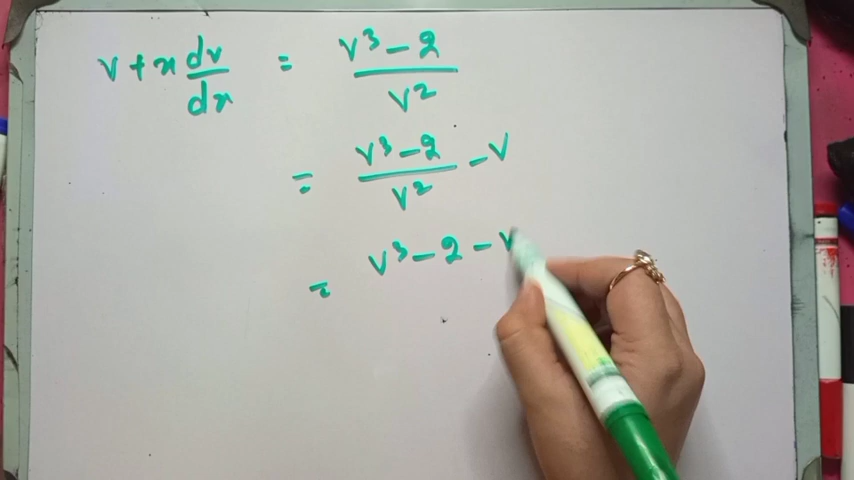 v + x dv/dx = v³ - 2 / v²
= v³ - 2 / v² - v
= v³ - 2 - v